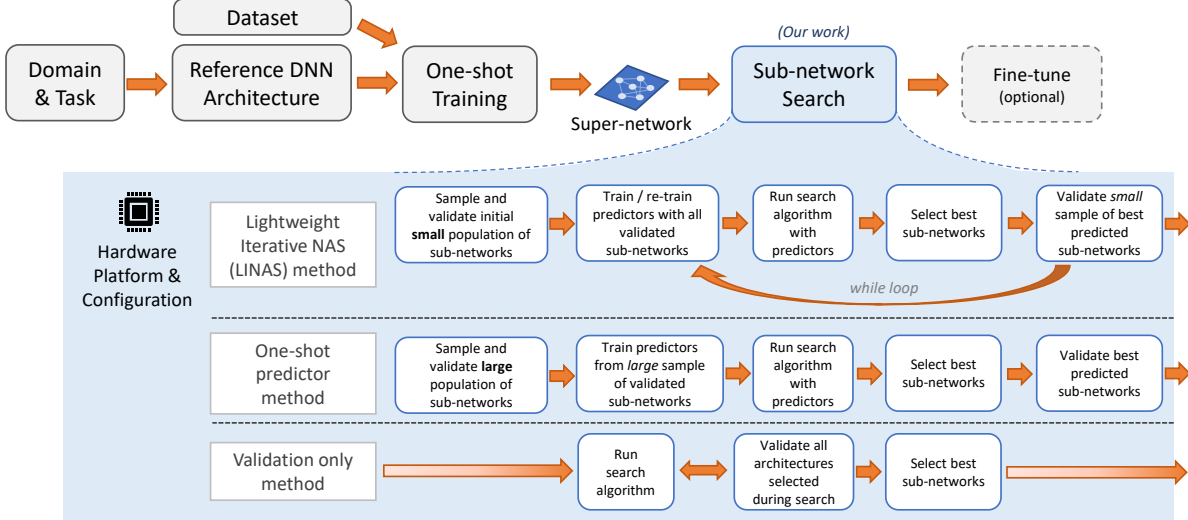 Dataset
(Our work)
Domain
& Task
Reference DNN
Architecture
One-shot
Training
Super-network
Sub-network
Search
Fine-tune
(optional)
Hardware
Platform &
Configuration
Lightweight
Iterative NAS
(LINAS) method
Sample and
validate initial
small population of
sub-networks
Train / re-train
predictors with all
validated
sub-networks
Run search
algorithm
with
predictors
Select best
sub-networks
Validate small
sample of best
predicted
sub-networks
while loop
One-shot
predictor
method
Sample and
validate large
population of
sub-networks
Train predictors
from large sample
of validated
sub-networks
Run search
algorithm
with
predictors
Select best
sub-networks
Validate best
predicted
sub-networks
Validation only
method
Run
search
algorithm
Validate all
architectures
selected
during search
Select best
sub-networks